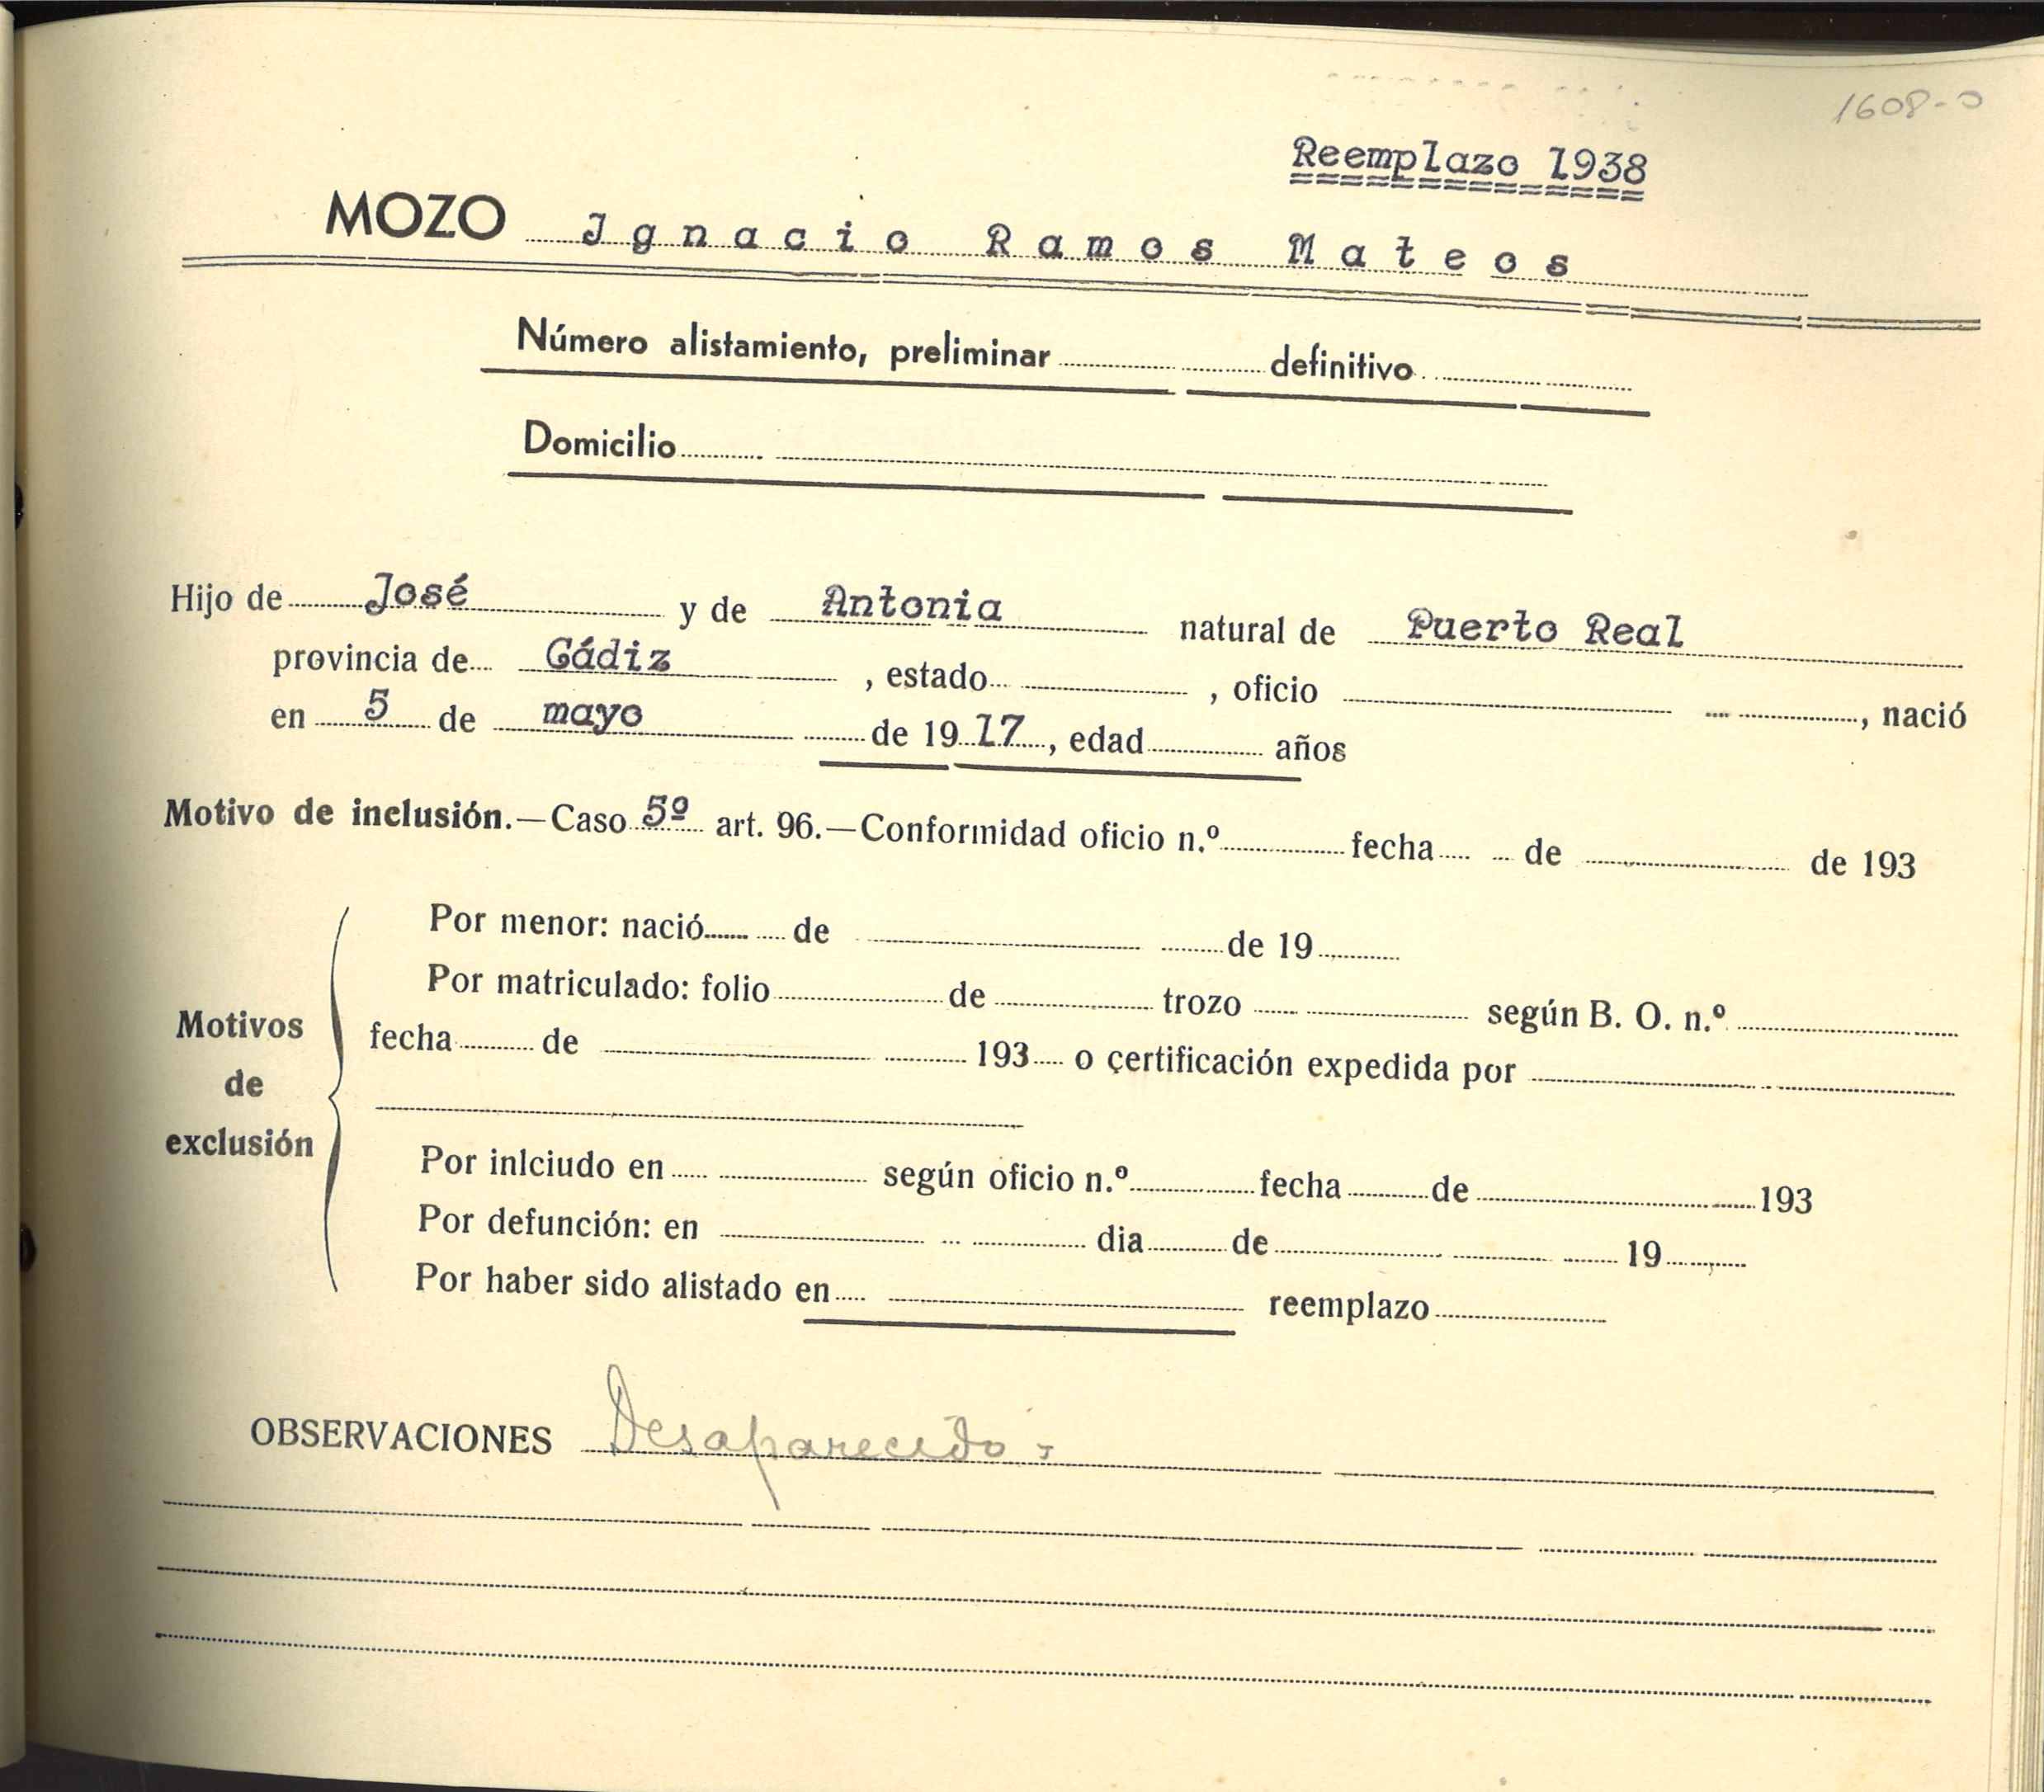 1608-0
Reemplazo 1938
MOZO Ignacio Ramos Mateos
Número alistamiento, preliminar definitivo
Domicilio
Hijo de José y de Antonia natural de Puerto Real
provincia de Cádiz, estado , oficio , nació
en 5 de mayo de 1917, edad años
Motivo de inclusión.—Caso 5º art. 96.—Conformidad oficio n.º fecha de de 193
Por menor: nació de de 19
Por matriculado: folio de trozo según B. O. n.º
Motivos
fecha de 193 o certificación expedida por
de
exclusión
Por inlciudo en según oficio n.º fecha de 193
Por defunción: en dia de 19
Por haber sido alistado en reemplazo
OBSERVACIONES Desaparecido